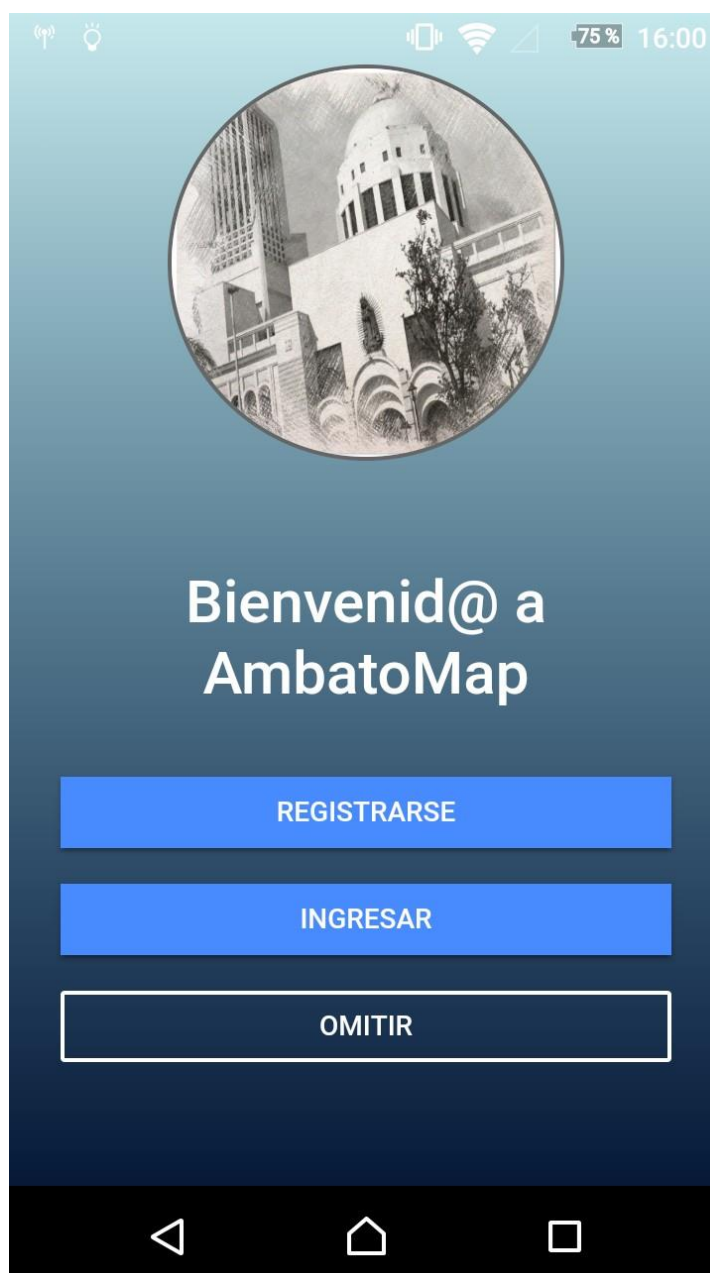 75 % 16:00
Bienvenid@ a
AmbatoMap
REGISTRARSE
INGRESAR
OMITIR